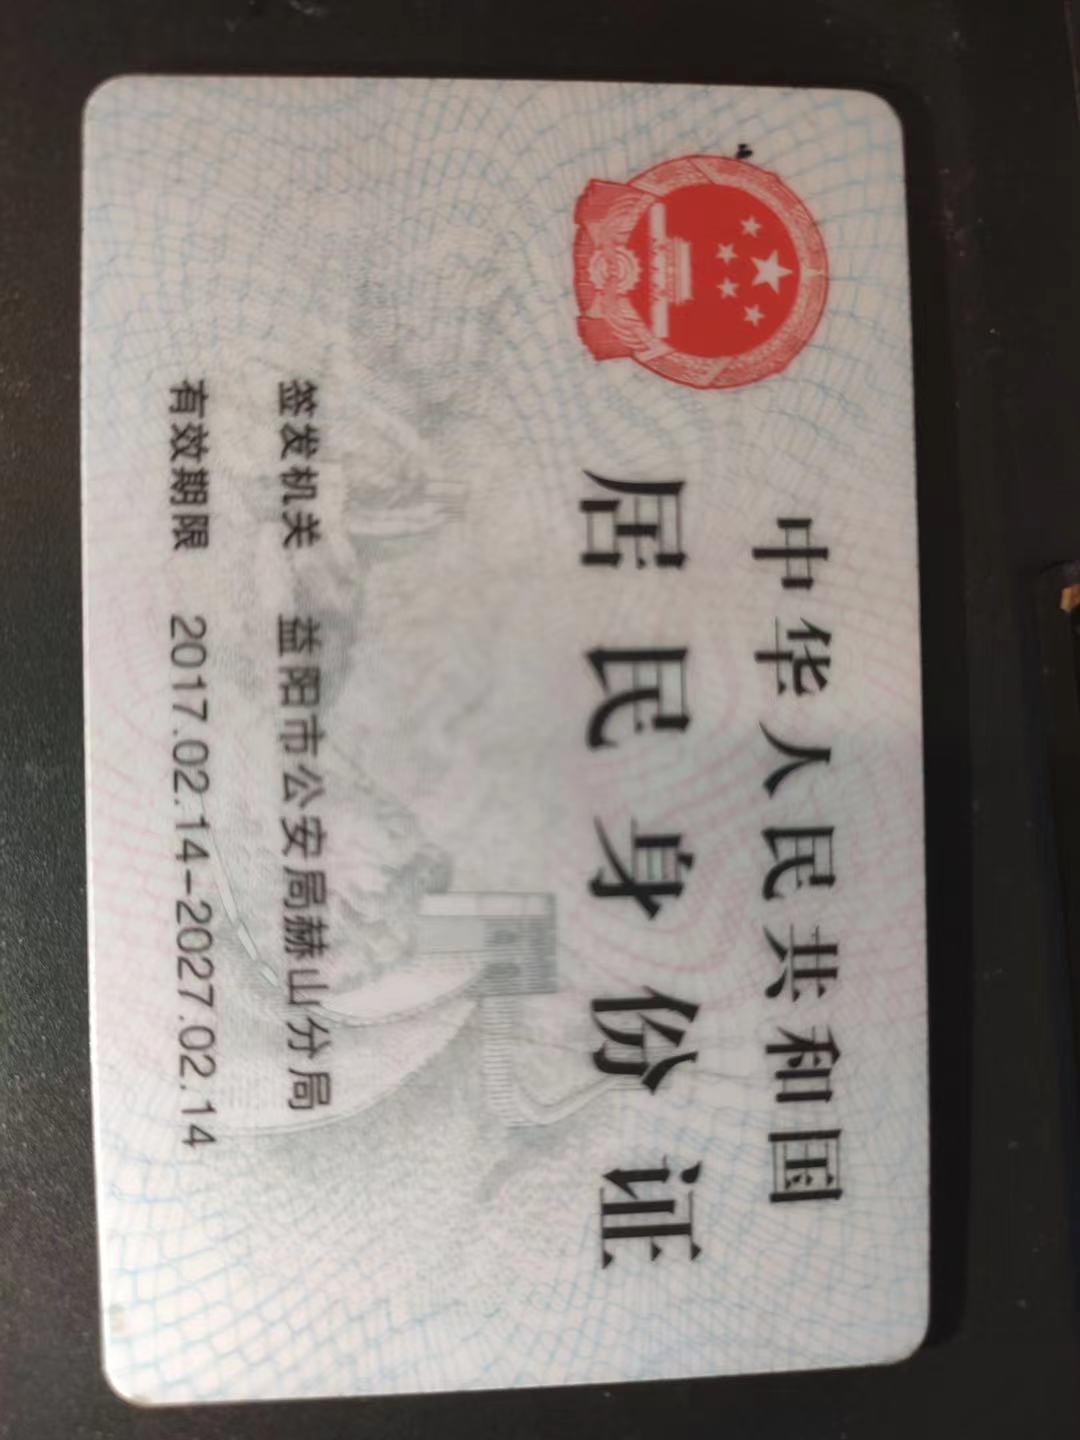 中华人民共和国
居民身份证
签发机关 益阳市公安局赫山分局
有效期限 2017.02.14-2027.02.14